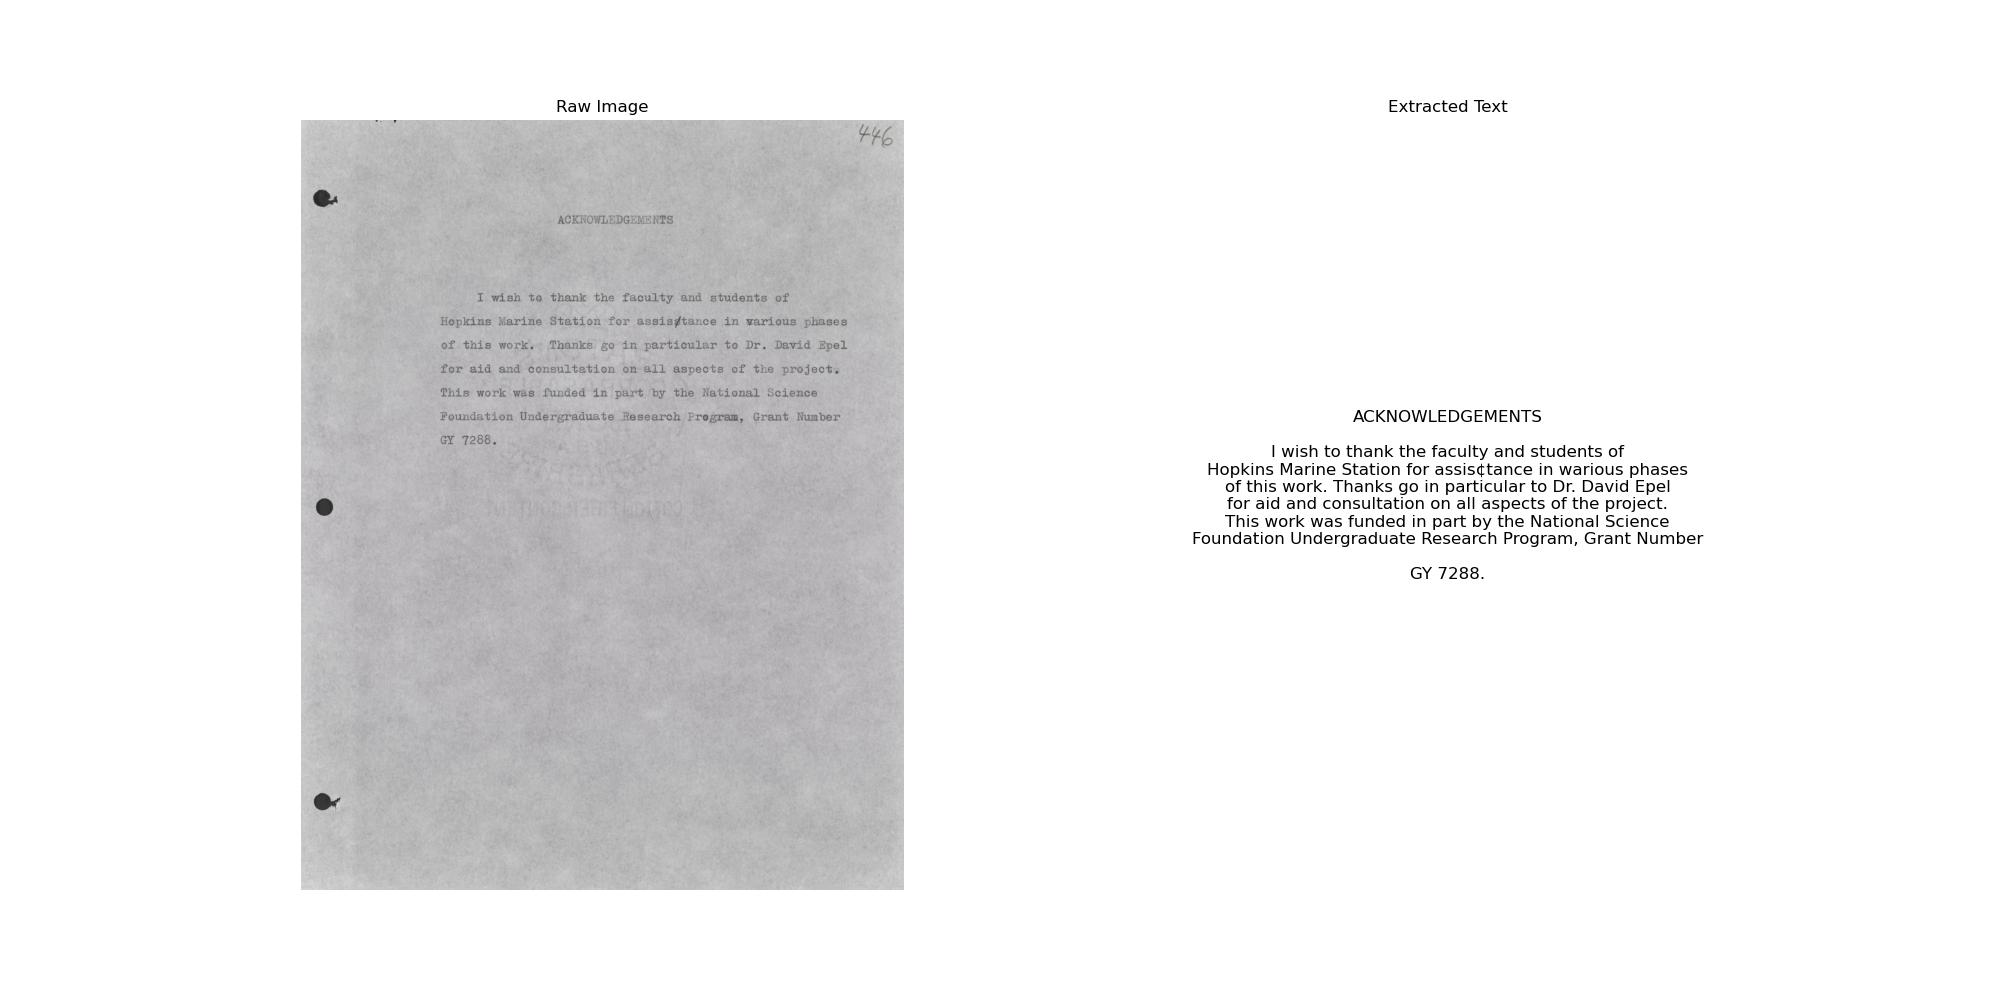 Raw Image
446
ACKNOWLEDGEMENTS
I wish to thank the faculty and students of
Hopkins Marine Station for assistance in various phases
of this work. Thanks go in particular to Dr. David Epel
for aid and consultation on all aspects of the project.
This work was funded in part by the National Science
Foundation Undergraduate Research Program, Grant Number
GY 7288.
Extracted Text
ACKNOWLEDGEMENTS
I wish to thank the faculty and students of
Hopkins Marine Station for assis¢tance in warious phases
of this work. Thanks go in particular to Dr. David Epel
for aid and consultation on all aspects of the project.
This work was funded in part by the National Science
Foundation Undergraduate Research Program, Grant Number
GY 7288.